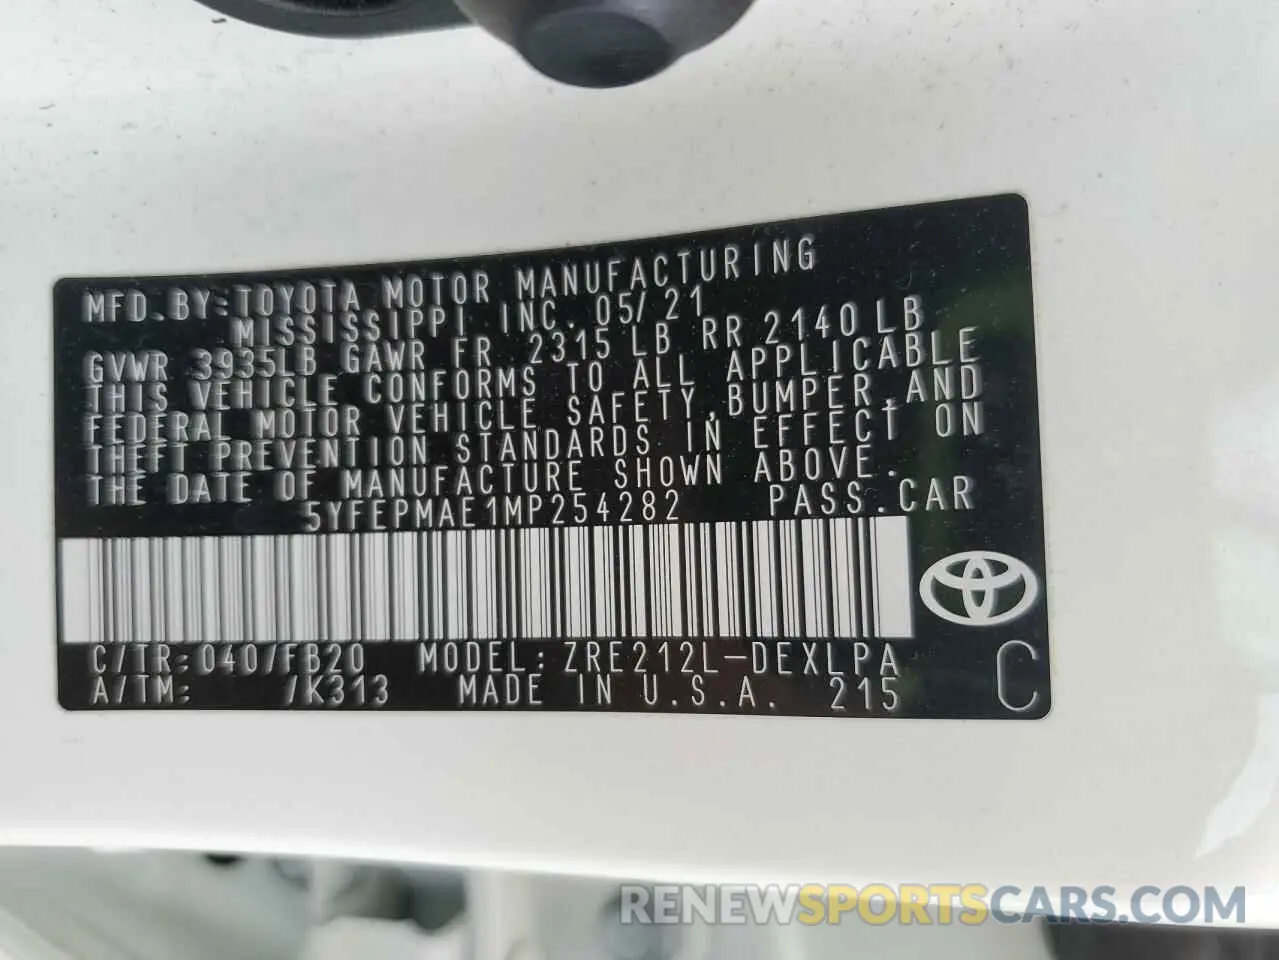 MFD.BY:TOYOTA MOTOR MANUFACTURING
MISSISSIPPI INC. 05/21
GVWR 3935LB GAWR FR 2315 LB RR 2140 LB
THIS VEHICLE CONFORMS TO ALL APPLICABLE
FEDERAL MOTOR VEHICLE SAFETY,BUMPER,AND
THEFT PREVENTION STANDARDS IN EFFECT ON
THE DATE OF MANUFACTURE SHOWN ABOVE.
5YFEPMAE1MP254282 PASS.CAR
C/TR:040/FB20 MODEL:ZRE212L-DEXLPA
A/TM: /K313 MADE IN U.S.A. 215
C
RENEWSPORTSCARS.COM